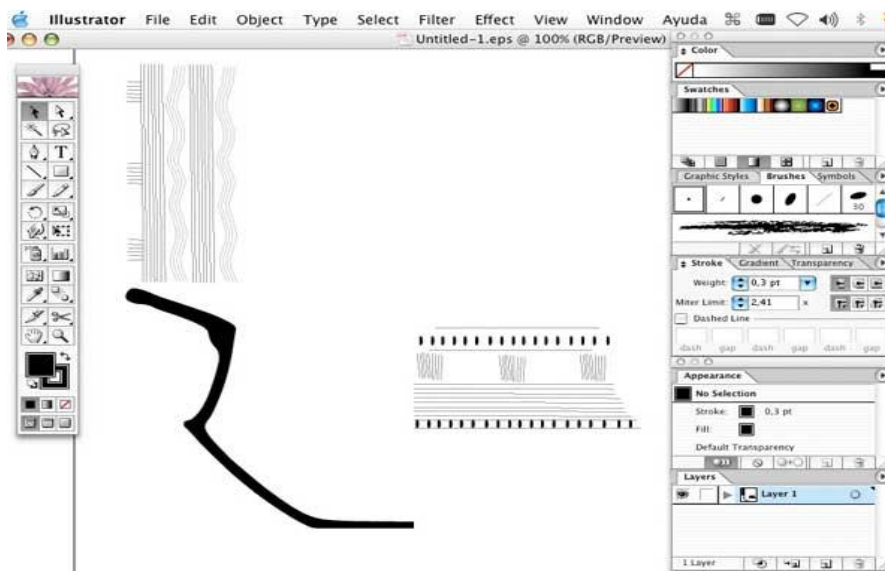 Illustrator File Edit Object Type Select Filter Effect View Window Ayuda
Untitled-1.eps @ 100% (RGB/Preview)
Color
Swatches
Graphic Styles Brushes Symbols
30
Stroke Gradient Transparency
Weight: 0,3 pt
Miter Limit: 2,41 x
Dashed Line
dash gap dash gap dash gap
Appearance
No Selection
Stroke: 0,3 pt
Fill:
Default Transparency
Layers
Layer 1
1 Layer
T